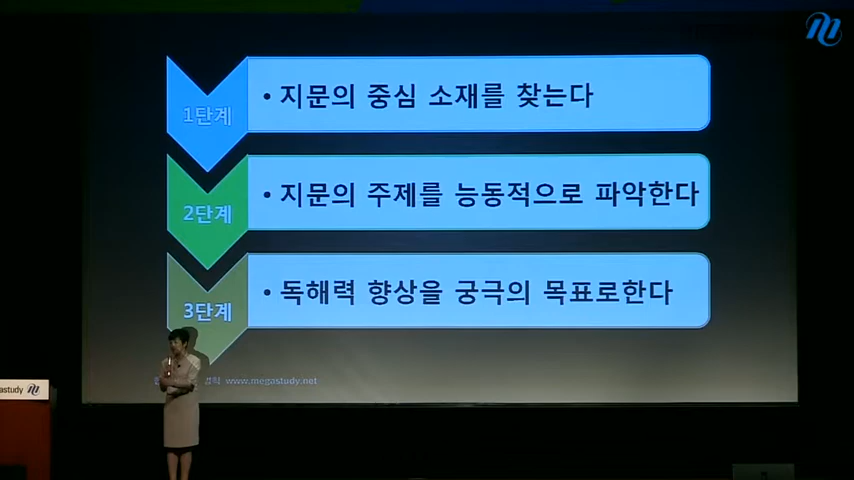 1단계
• 지문의 중심 소재를 찾는다
2단계
• 지문의 주제를 능동적으로 파악한다
3단계
• 독해력 향상을 궁극의 목표로한다
www.megastudy.net
astudy